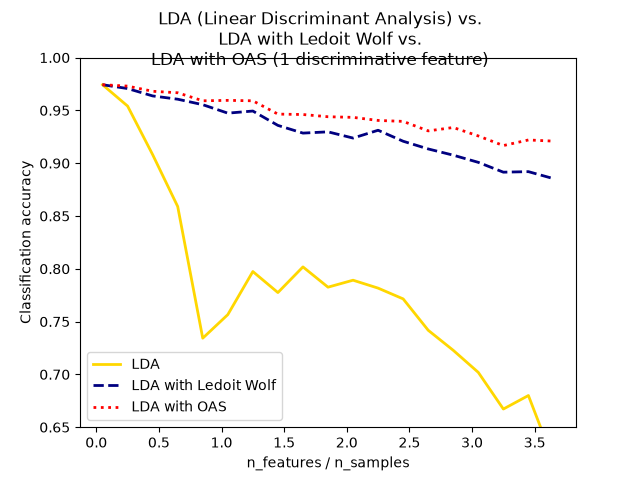 LDA (Linear Discriminant Analysis) vs.
LDA with Ledoit Wolf vs.
LDA with OAS (1 discriminative feature)
1.00
0.95
0.90
0.85
0.80
0.75
0.70
0.65
Classification accuracy
LDA
LDA with Ledoit Wolf
LDA with OAS
0.0 0.5 1.0 1.5 2.0 2.5 3.0 3.5
n_features / n_samples